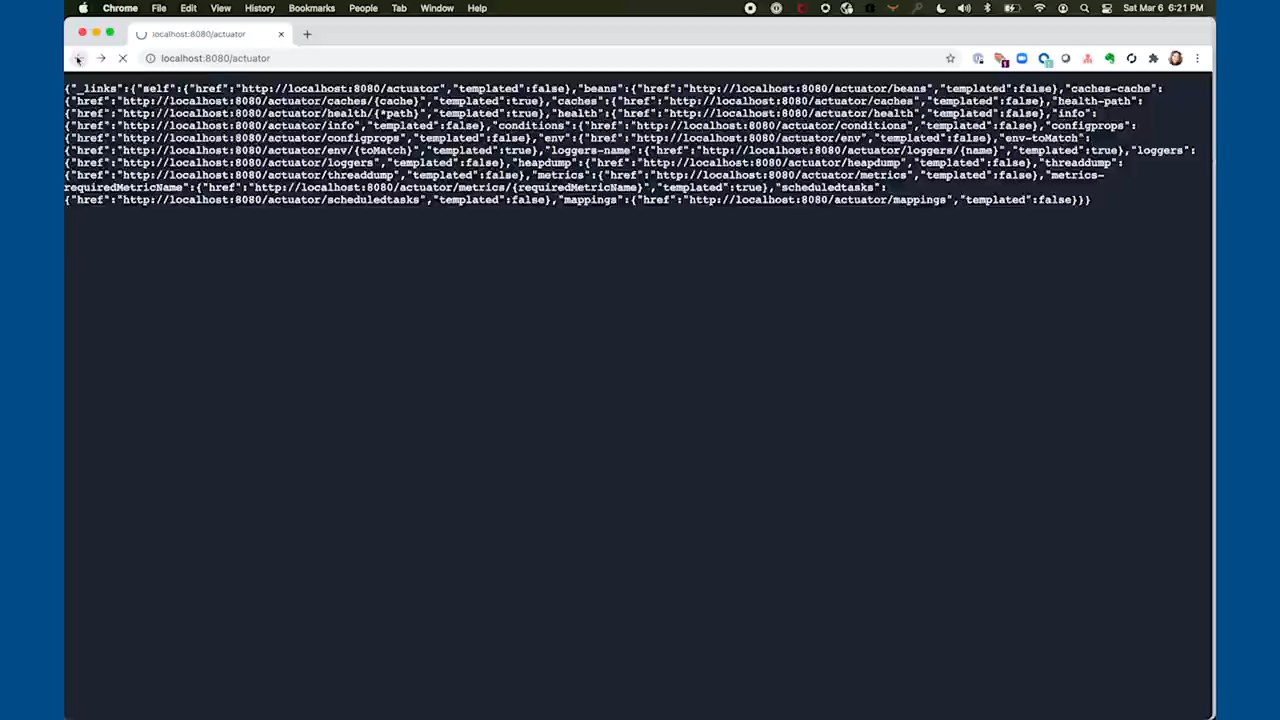 Chrome File Edit View History Bookmarks People Tab Window Help Sat Mar 6 6:21 PM
localhost:8080/actuator
localhost:8080/actuator
{"_links":{"self":{"href":"http://localhost:8080/actuator","templated":false},"beans":{"href":"http://localhost:8080/actuator/beans","templated":false},"caches-cache":
{"href":"http://localhost:8080/actuator/caches/{cache}","templated":true},"caches":{"href":"http://localhost:8080/actuator/caches","templated":false},"health-path":
{"href":"http://localhost:8080/actuator/health/{*path}","templated":true},"health":{"href":"http://localhost:8080/actuator/health","templated":false},"info":
{"href":"http://localhost:8080/actuator/info","templated":false},"conditions":{"href":"http://localhost:8080/actuator/conditions","templated":false},"configprops":
{"href":"http://localhost:8080/actuator/configprops","templated":false},"env":{"href":"http://localhost:8080/actuator/env","templated":false},"env-toMatch":
{"href":"http://localhost:8080/actuator/env/{toMatch}","templated":true},"loggers-name":{"href":"http://localhost:8080/actuator/loggers/{name}","templated":true},"loggers":
{"href":"http://localhost:8080/actuator/loggers","templated":false},"heapdump":{"href":"http://localhost:8080/actuator/heapdump","templated":false},"threaddump":
{"href":"http://localhost:8080/actuator/threaddump","templated":false},"metrics":{"href":"http://localhost:8080/actuator/metrics","templated":false},"metrics-
requiredMetricName":{"href":"http://localhost:8080/actuator/metrics/{requiredMetricName}","templated":true},"scheduledtasks":
{"href":"http://localhost:8080/actuator/scheduledtasks","templated":false},"mappings":{"href":"http://localhost:8080/actuator/mappings","templated":false}}}